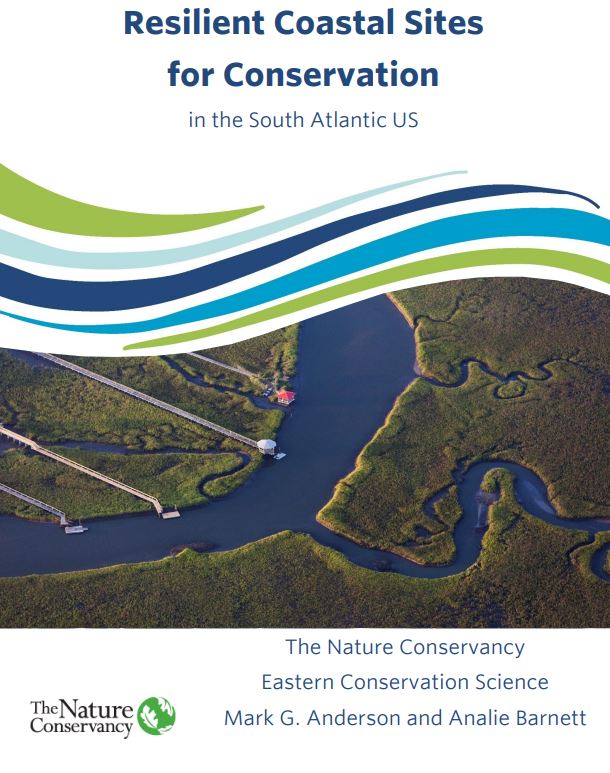 Resilient Coastal Sites
for Conservation
in the South Atlantic US
The Nature Conservancy
Eastern Conservation Science
Mark G. Anderson and Analie Barnett
The Nature
Conservancy